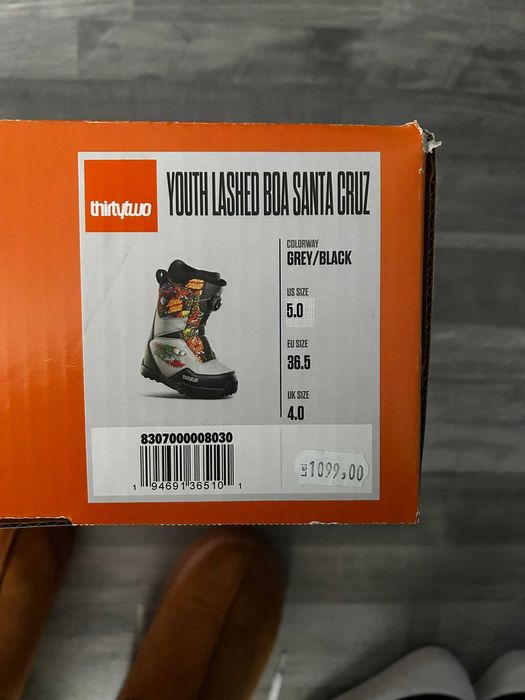 thirtytwo
YOUTH LASHED BOA SANTA CRUZ
COLORWAY
GREY/BLACK
US SIZE
5.0
EU SIZE
36.5
UK SIZE
4.0
8307000008030
1 94691 36510 1
Lei 1099,00